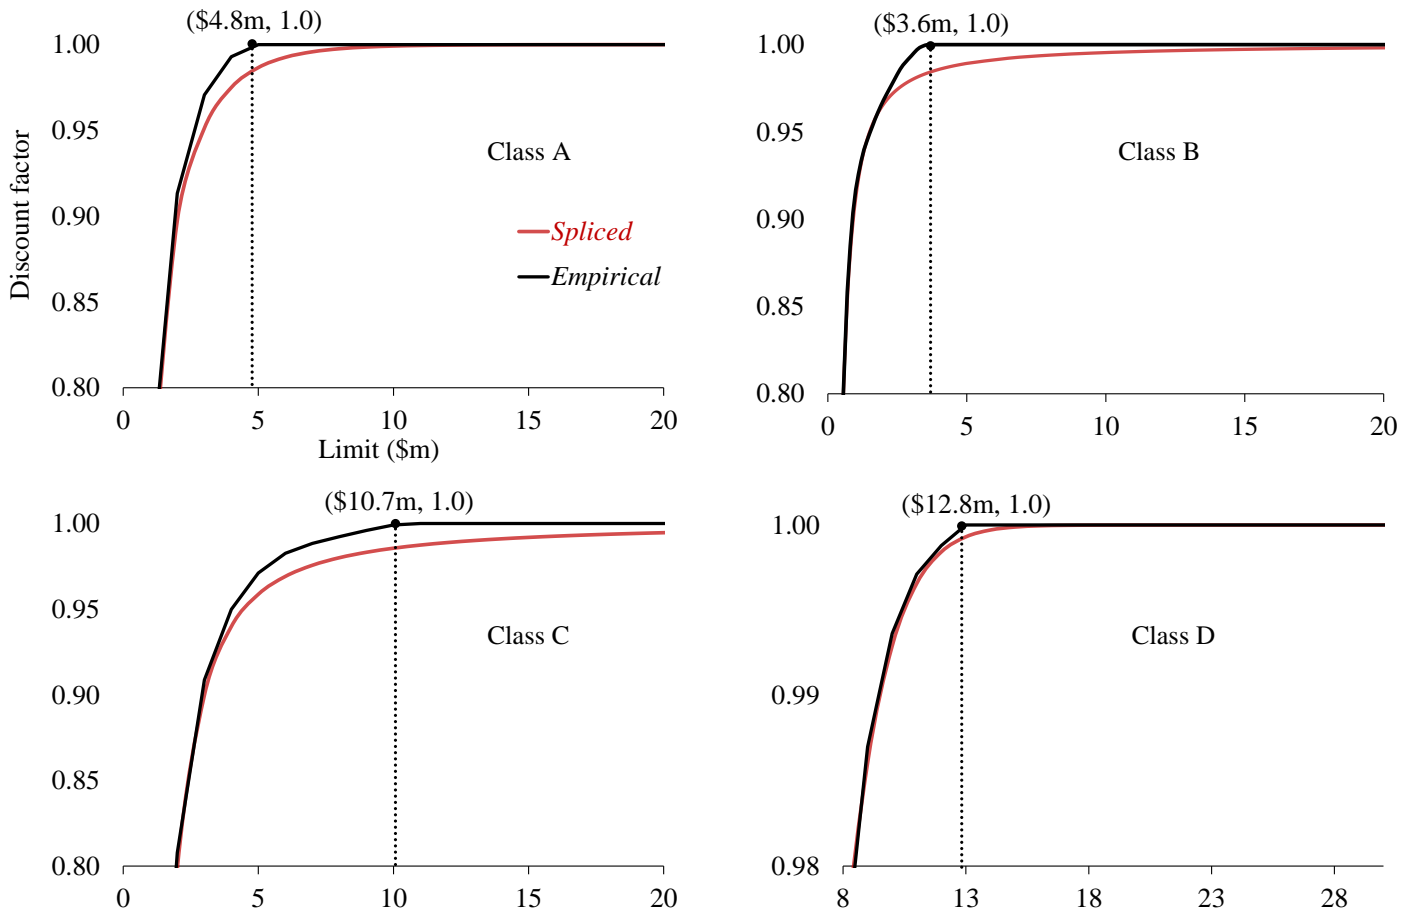 ($4.8m, 1.0)
1.00
0.95
0.90
0.85
0.80
Discount factor
Class A
Spliced
Empirical
0 5 10 15 20
Limit ($m)
($3.6m, 1.0)
1.00
0.95
0.90
0.85
0.80
Class B
0 5 10 15 20
($10.7m, 1.0)
1.00
0.95
0.90
0.85
0.80
Class C
0 5 10 15 20
($12.8m, 1.0)
1.00
0.99
0.98
Class D
8 13 18 23 28